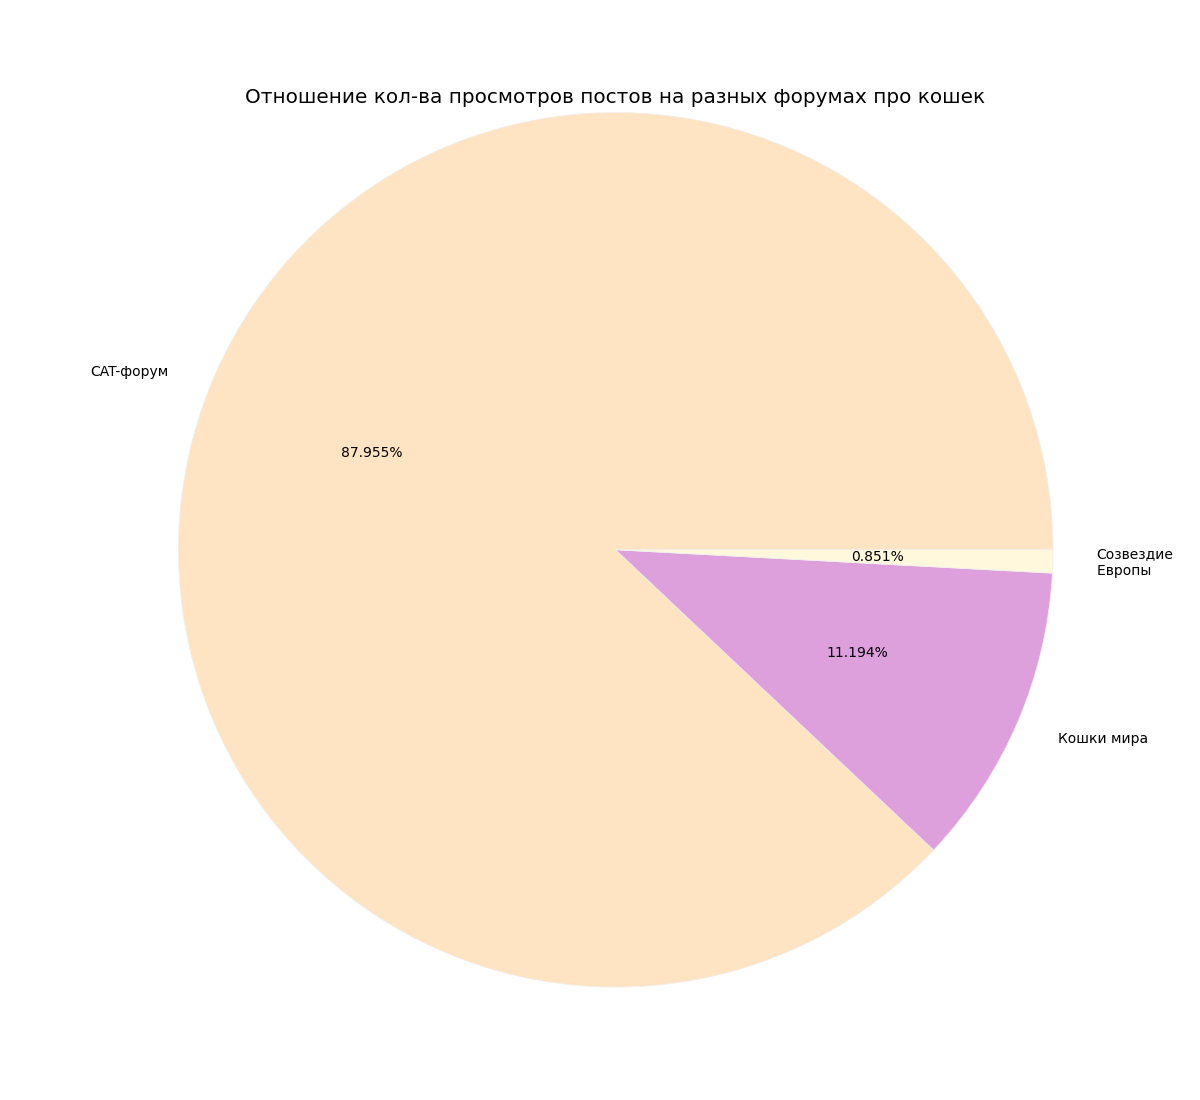 Отношение кол-ва просмотров постов на разных форумах про кошек
CAT-форум
87.955%
0.851%
Созвездие
Европы
11.194%
Кошки мира